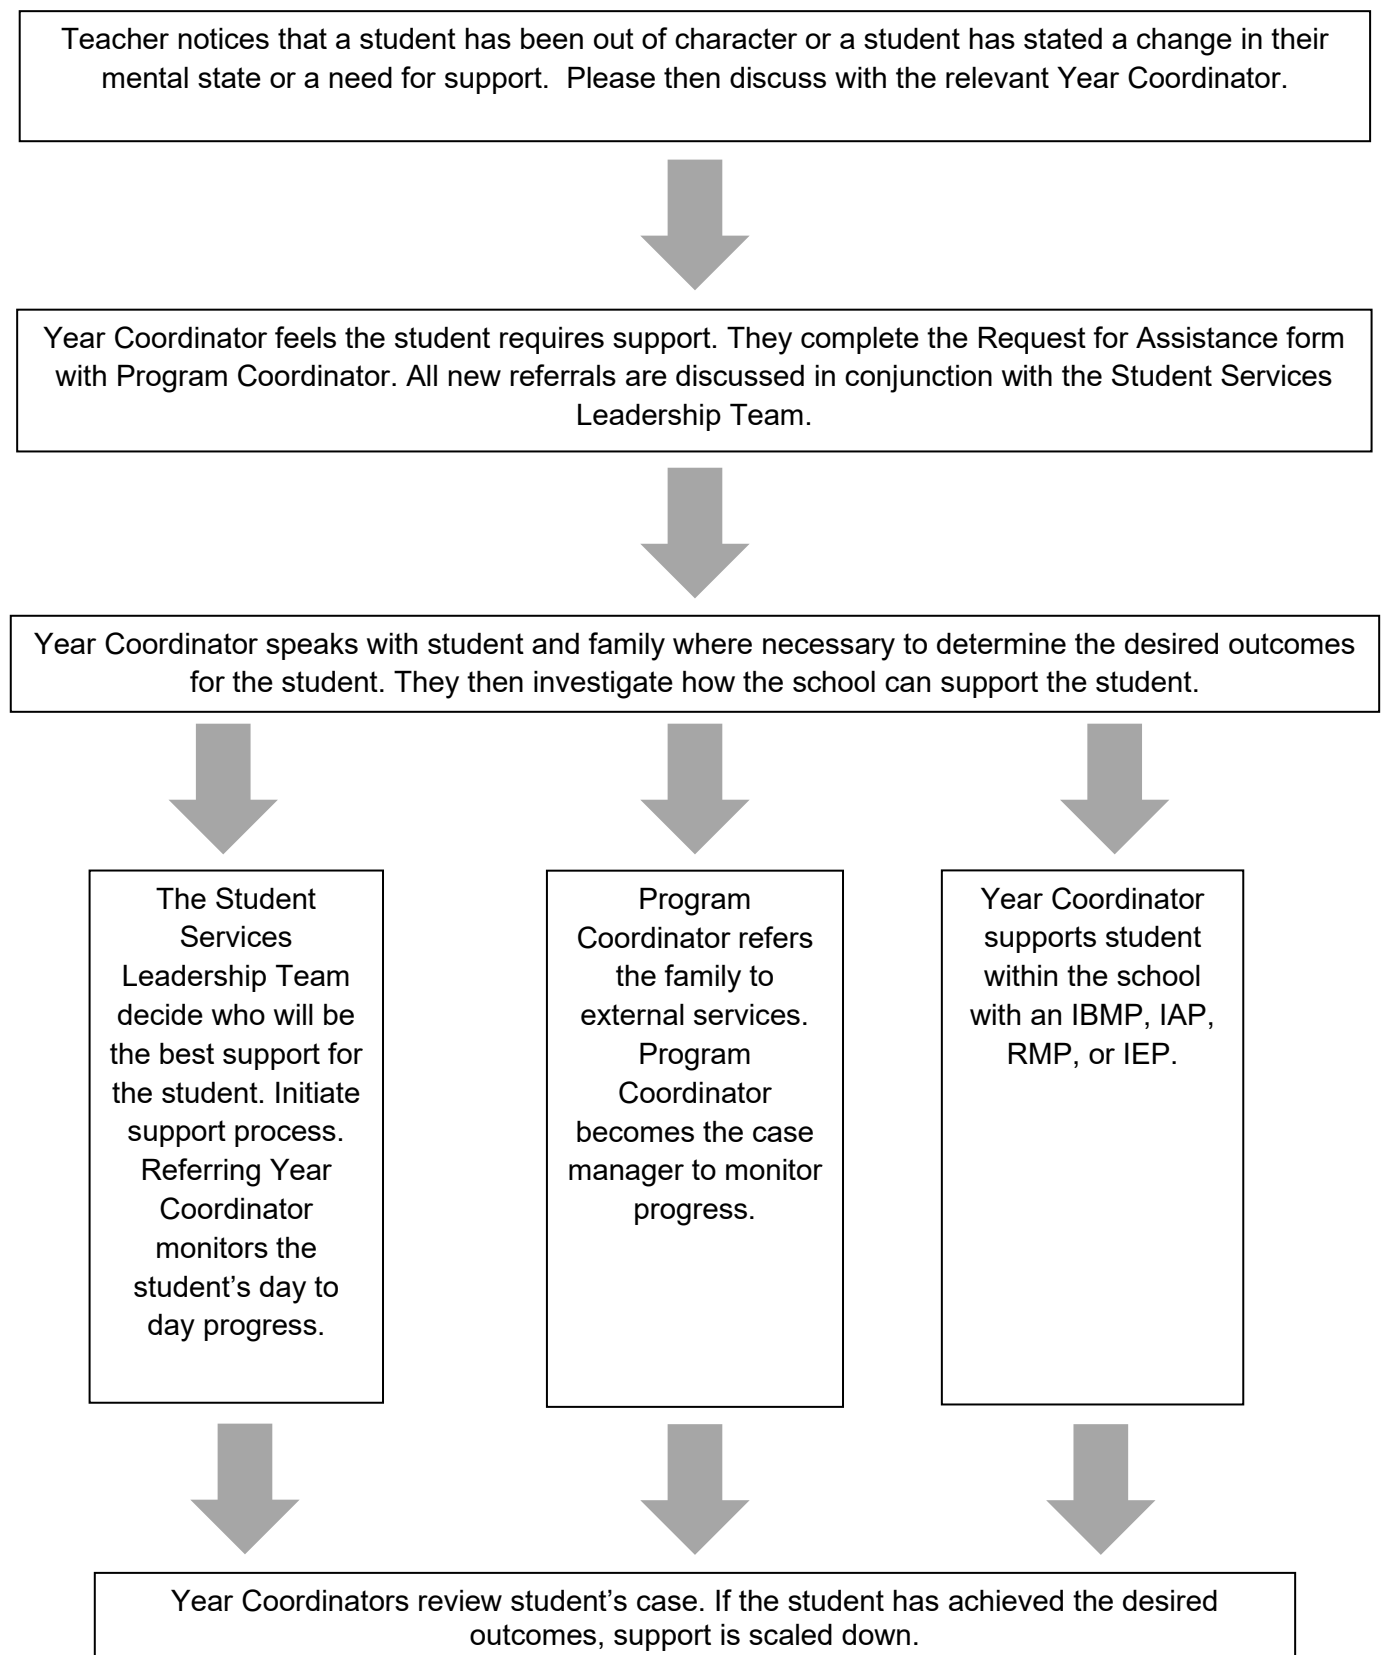 Teacher notices that a student has been out of character or a student has stated a change in their
mental state or a need for support.  Please then discuss with the relevant Year Coordinator.
Year Coordinator feels the student requires support. They complete the Request for Assistance form
with Program Coordinator. All new referrals are discussed in conjunction with the Student Services
Leadership Team.
Year Coordinator speaks with student and family where necessary to determine the desired outcomes
for the student. They then investigate how the school can support the student.
The Student
Services
Leadership Team
decide who will be
the best support for
the student. Initiate
support process.
Referring Year
Coordinator
monitors the
student’s day to
day progress.
Program
Coordinator refers
the family to
external services.
Program
Coordinator
becomes the case
manager to monitor
progress.
Year Coordinator
supports student
within the school
with an IBMP, IAP,
RMP, or IEP.
Year Coordinators review student’s case. If the student has achieved the desired
outcomes, support is scaled down.